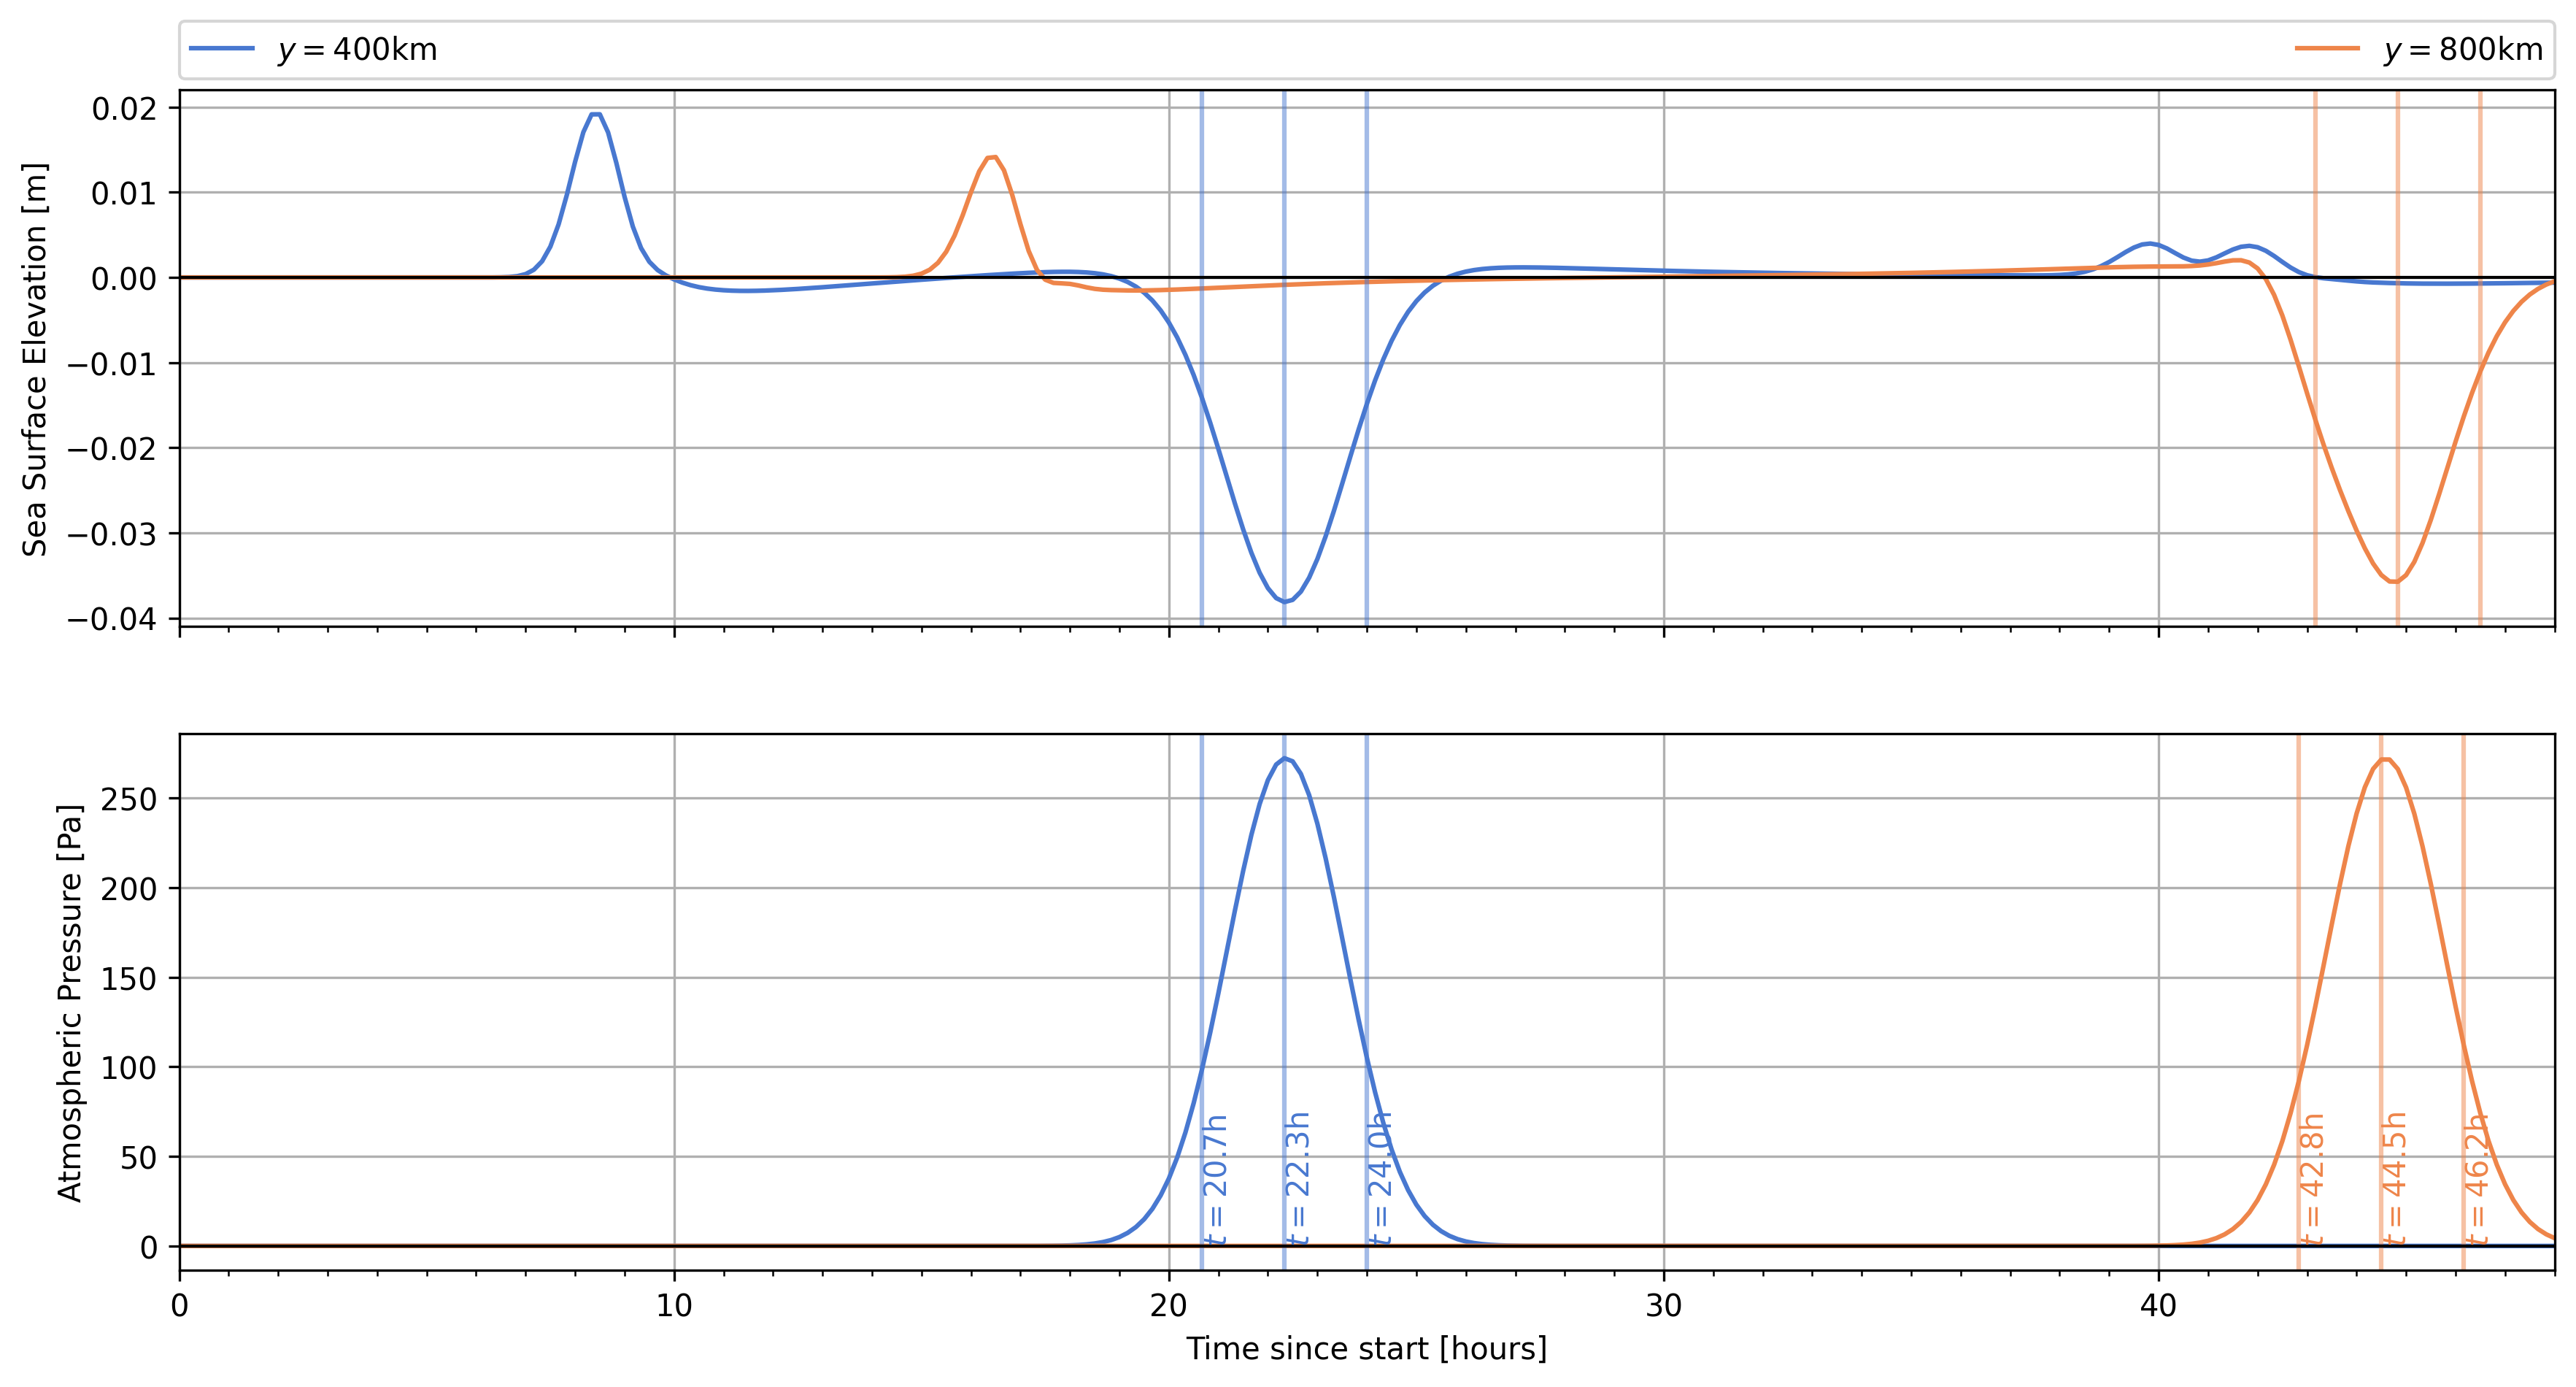 y = 400km
y = 800km
Sea Surface Elevation [m]
0.02
0.01
0.00
−0.01
−0.02
−0.03
−0.04
Atmospheric Pressure [Pa]
250
200
150
100
50
0
t = 20.7h
t = 22.3h
t = 24.0h
t = 42.8h
t = 44.5h
t = 46.2h
0
10
20
30
40
Time since start [hours]